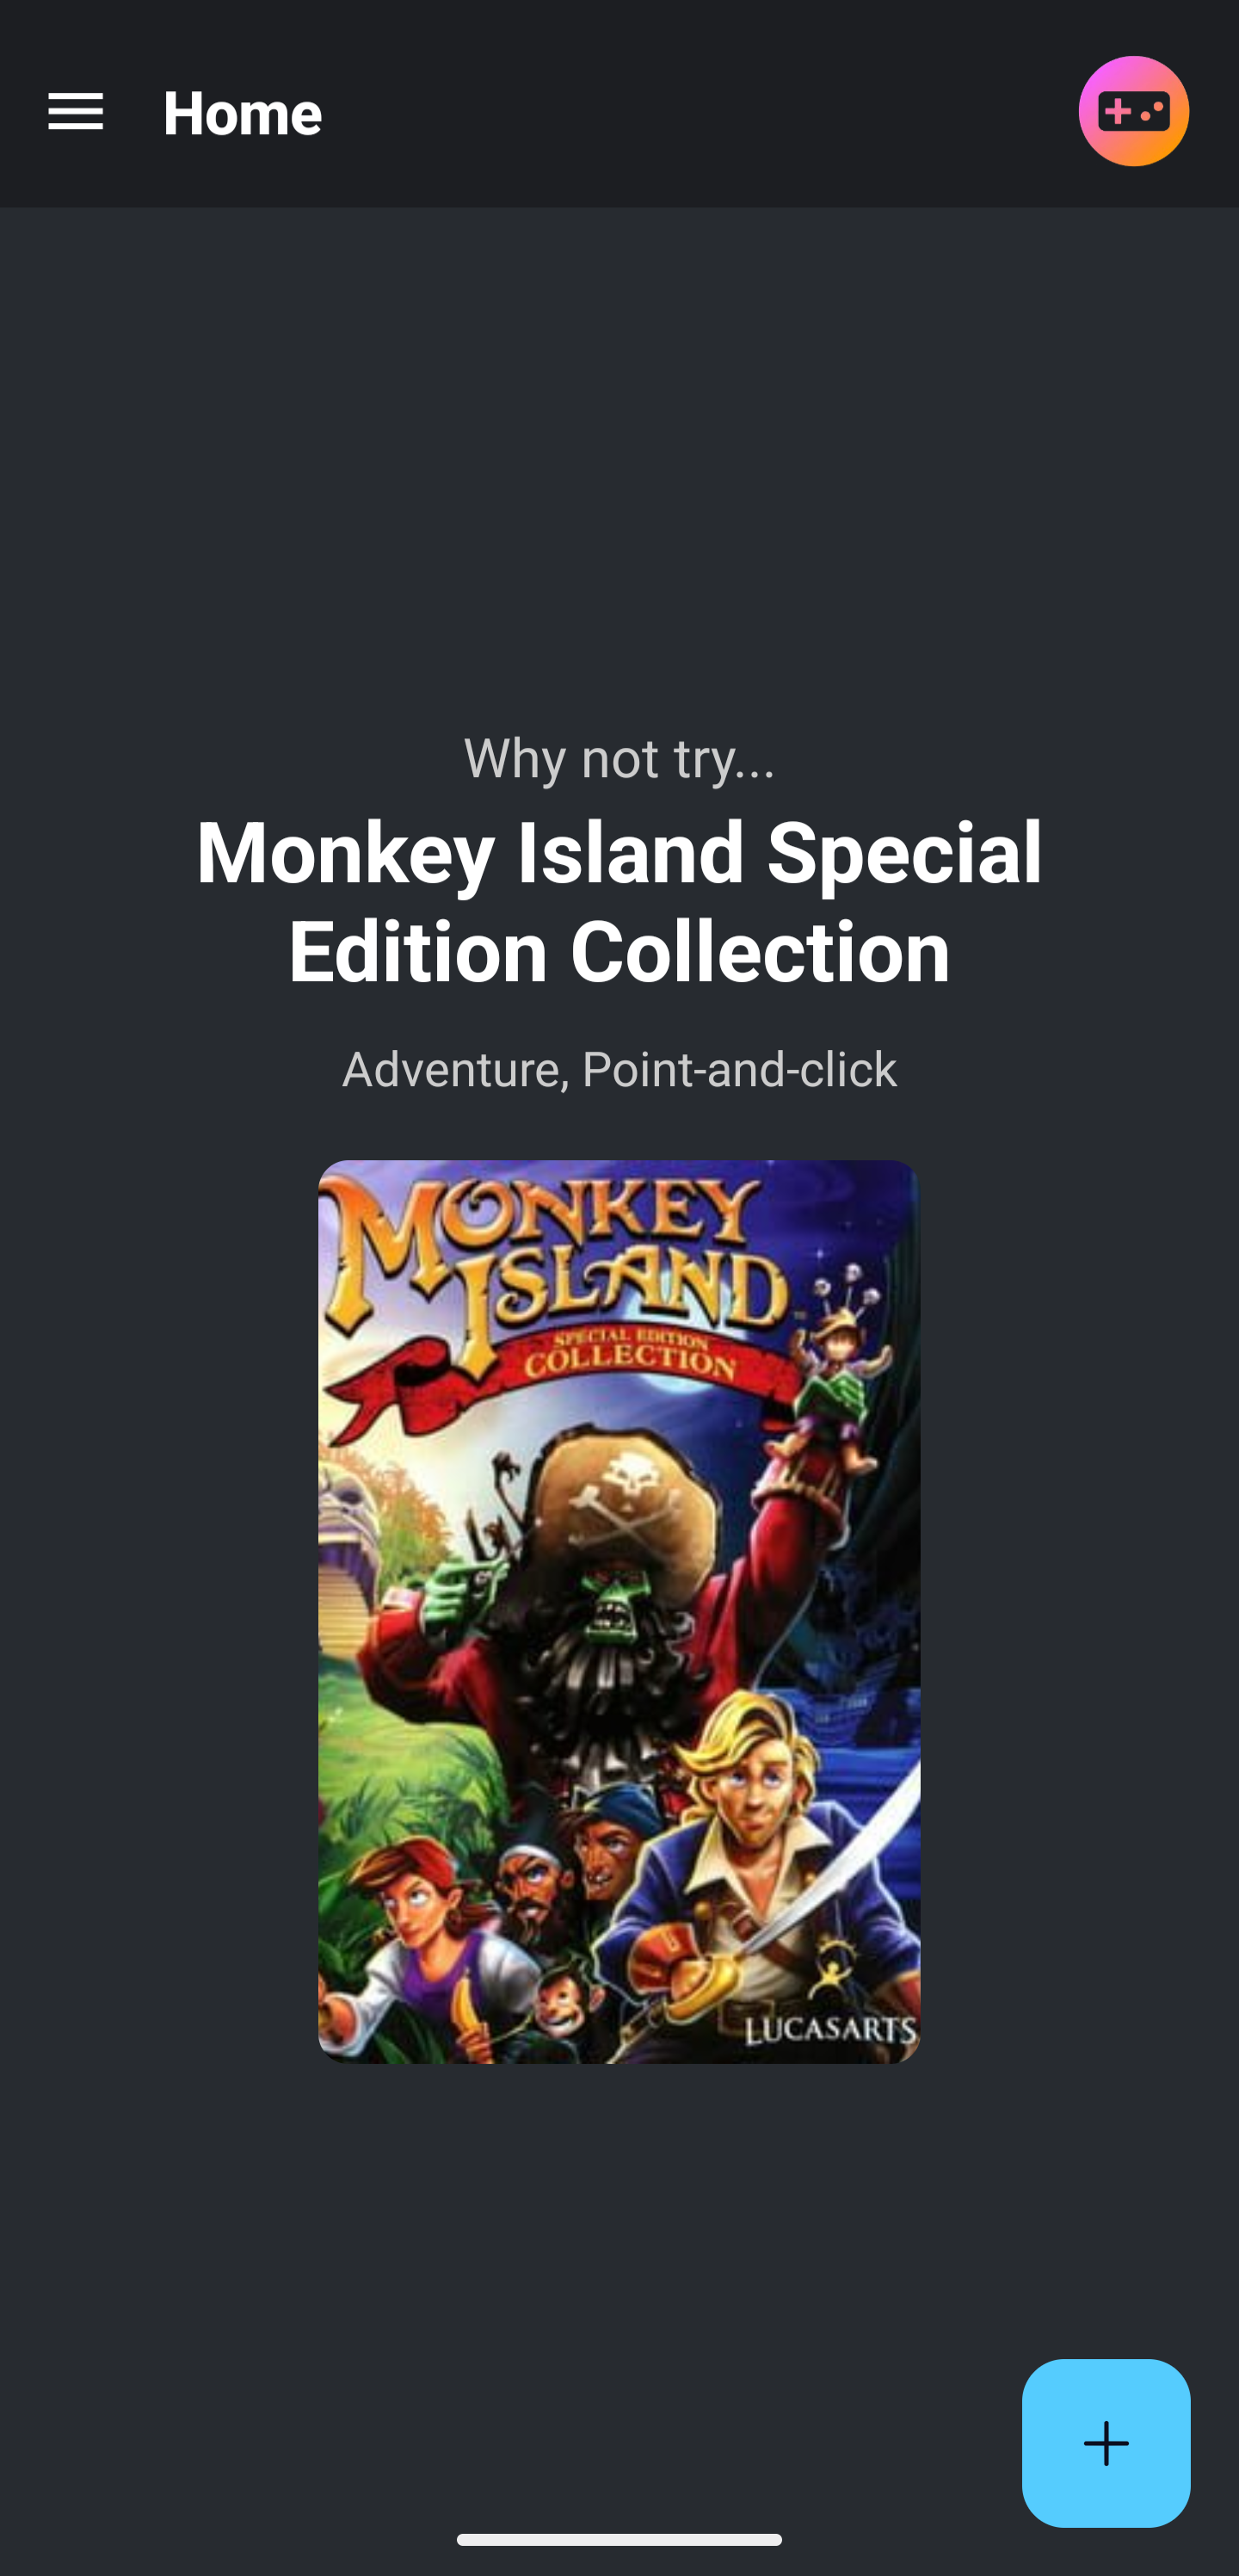 Home
Why not try...
Monkey Island Special
Edition Collection
Adventure, Point-and-click
MONKEY
ISLAND
SPECIAL EDITION
COLLECTION
LUCASARTS